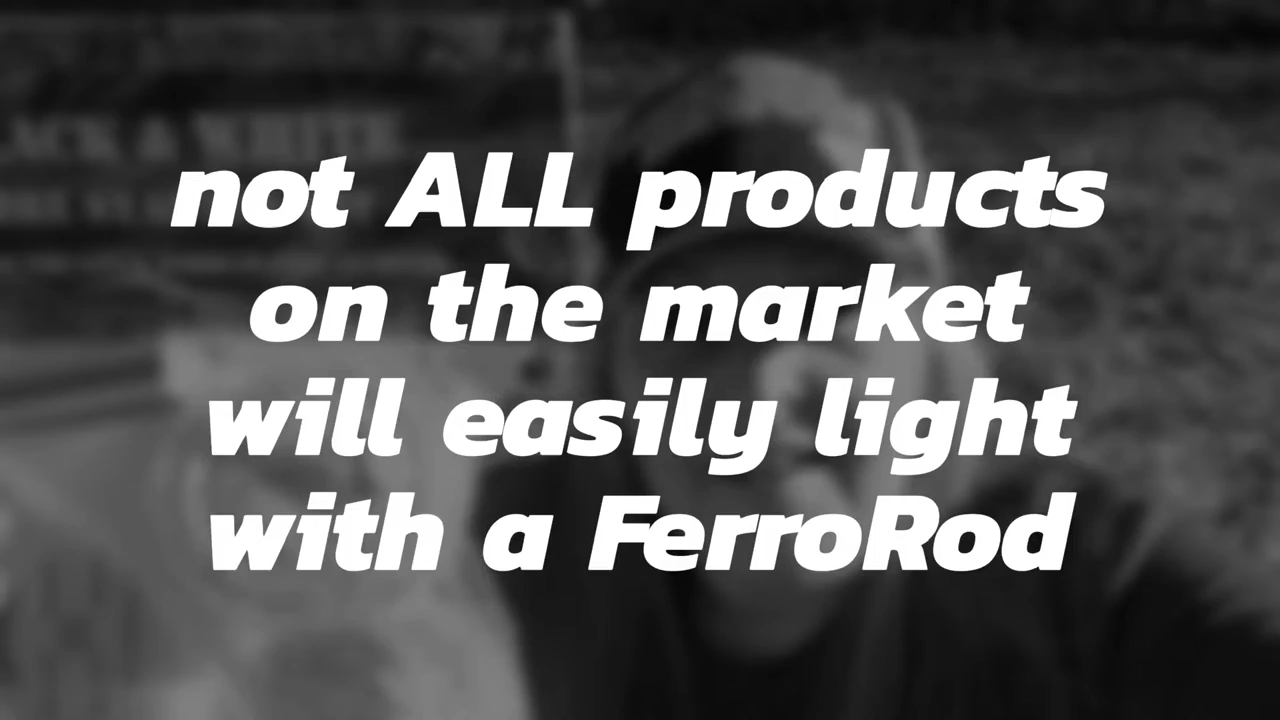 not ALL products
on the market
will easily light
with a FerroRod